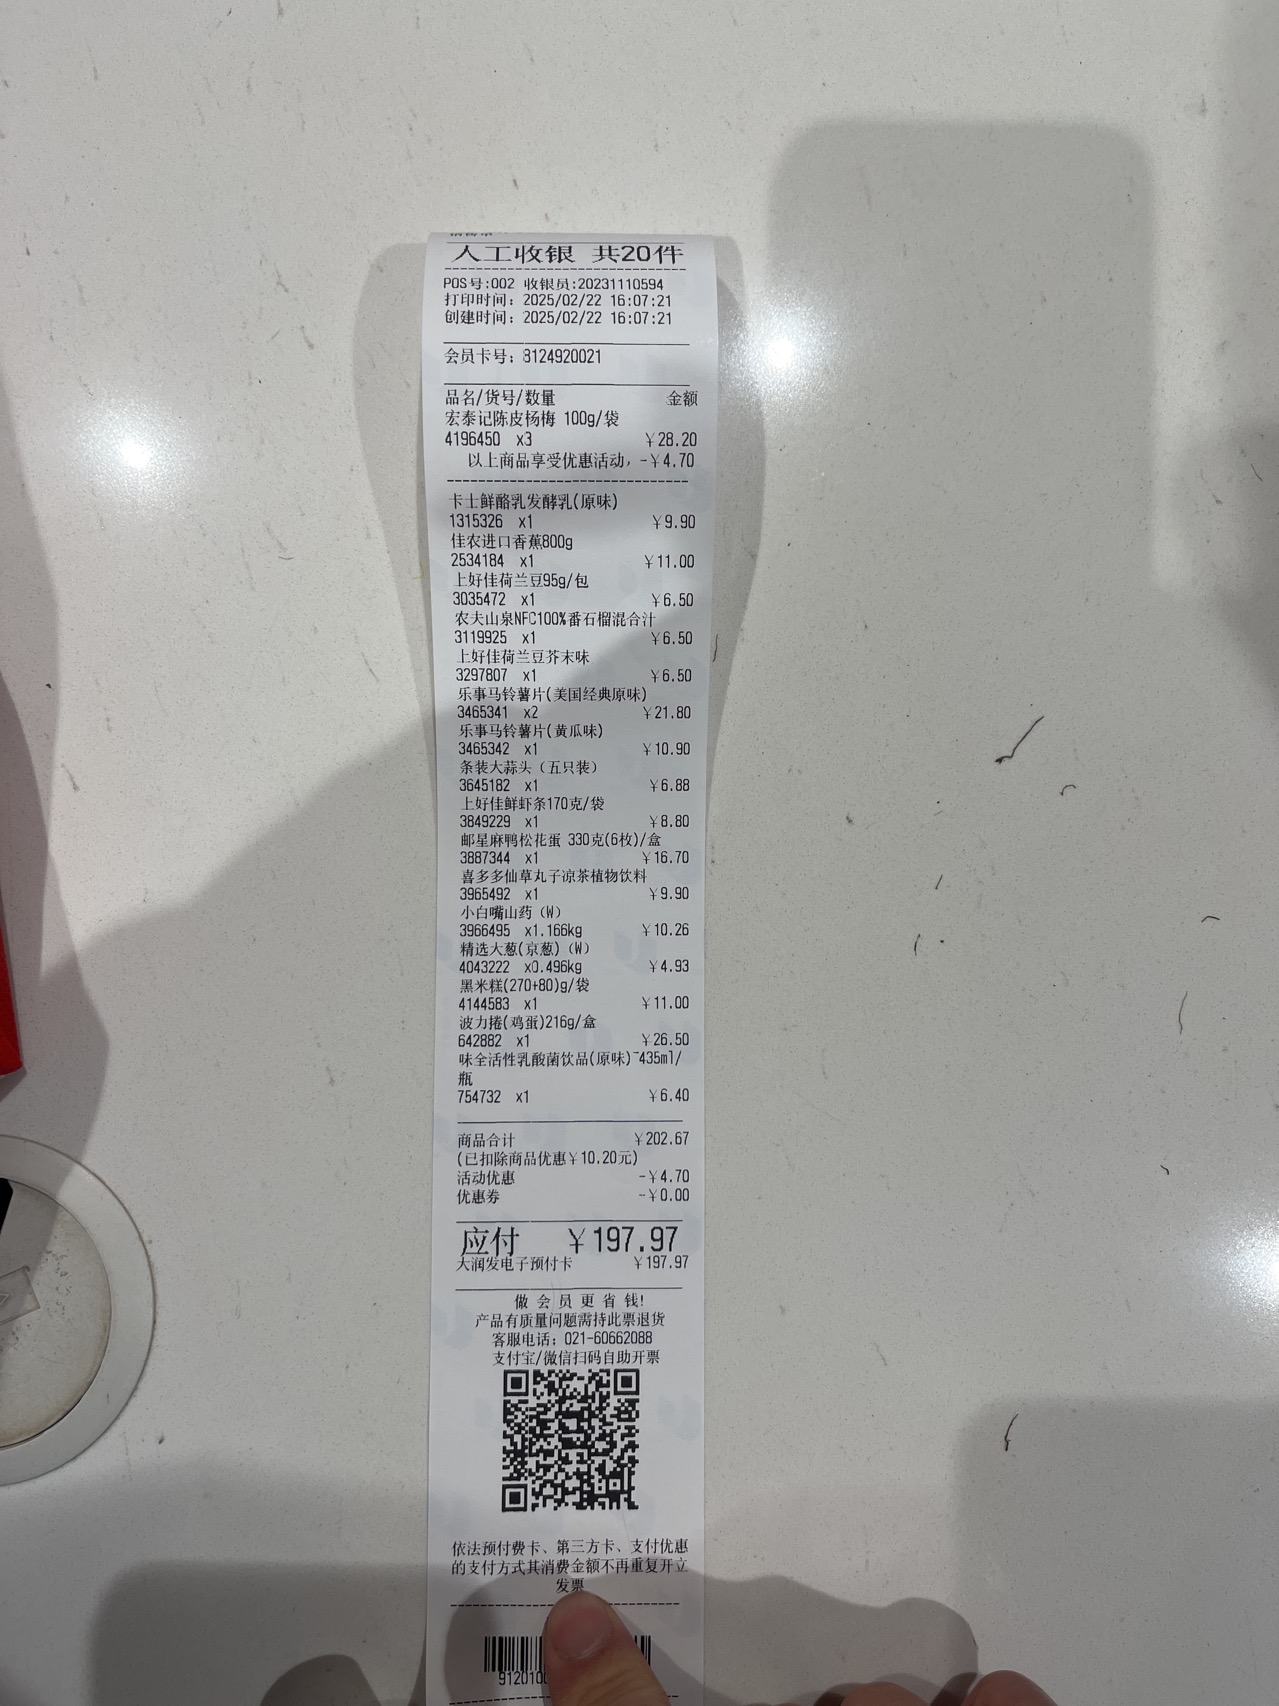 人工收银 共20件
POS号:002 收银员:20231110594
打印时间：2025/02/22 16:07:21
创建时间：2025/02/22 16:07:21
会员卡号：8124920021
品名/货号/数量 金额
宏泰记陈皮杨梅 100g/袋
4196450 x3 ￥28.20
以上商品享受优惠活动，-￥4.70
卡士鲜酪乳发酵乳(原味)
1315326 x1 ￥9.90
佳农进口香蕉800g
2534184 x1 ￥11.00
上好佳荷兰豆95g/包
3035472 x1 ￥6.50
农夫山泉NFC100%番石榴混合汁
3119925 x1 ￥6.50
上好佳荷兰豆芥末味
3297807 x1 ￥6.50
乐事马铃薯片(美国经典原味)
3465341 x2 ￥21.80
乐事马铃薯片(黄瓜味)
3465342 x1 ￥10.90
条装大蒜头（五只装）
3645182 x1 ￥6.88
上好佳鲜虾条170克/袋
3849229 x1 ￥8.80
邮星麻鸭松花蛋 330克(6枚)/盒
3887344 x1 ￥16.70
喜多多仙草丸子凉茶植物饮料
3965492 x1 ￥9.90
小白嘴山药（W）
3966495 x1.166kg ￥10.26
精选大葱(京葱)（W）
4043222 x0.496kg ￥4.93
黑米糕(270+80)g/袋
4144583 x1 ￥11.00
波力捲(鸡蛋)216g/盒
642882 x1 ￥26.50
味全活性乳酸菌饮品(原味)~435ml/
瓶
754732 x1 ￥6.40
商品合计 ￥202.67
(已扣除商品优惠￥10.20元)
活动优惠 -￥4.70
优惠券 -￥0.00
应付 ￥197.97
大润发电子预付卡 ￥197.97
做 会 员 更 省 钱！
产品有质量问题需持此票退货
客服电话：021-60662088
支付宝/微信扫码自助开票
依法预付费卡、第三方卡、支付优惠
的支付方式其消费金额不再重复开立
发票